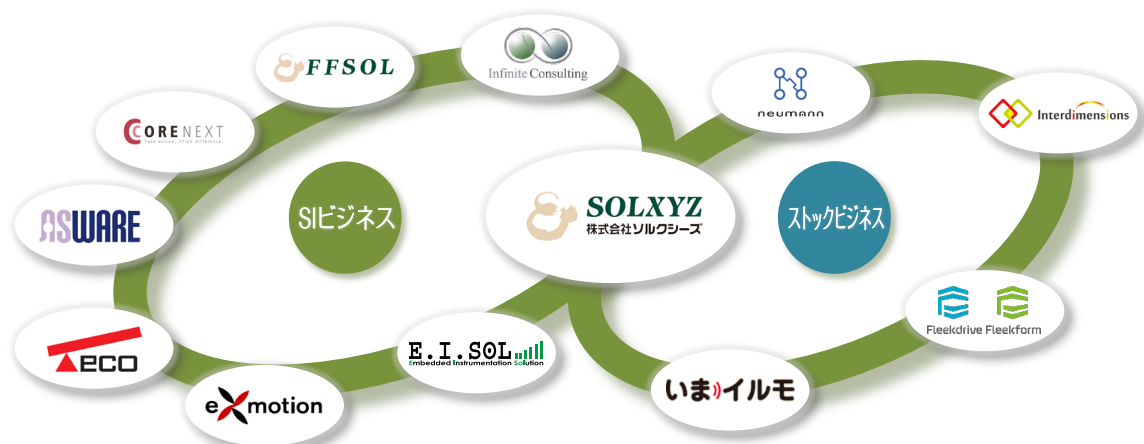 FFSOL
Infinite Consulting
neumann
Interdimensions
CORENEXT
Take action. Think difference.
ASWARE
SIビジネス
SOLXYZ
株式会社ソルクシーズ
ストックビジネス
Fleekdrive Fleekform
ECO
E.I.SOL
Embedded Instrumentation Solution
いまイルモ
eXmotion